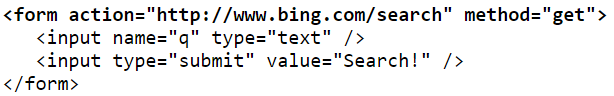 <form action="http://www.bing.com/search" method="get">
   <input name="q" type="text" />
   <input type="submit" value="Search!" />
</form>